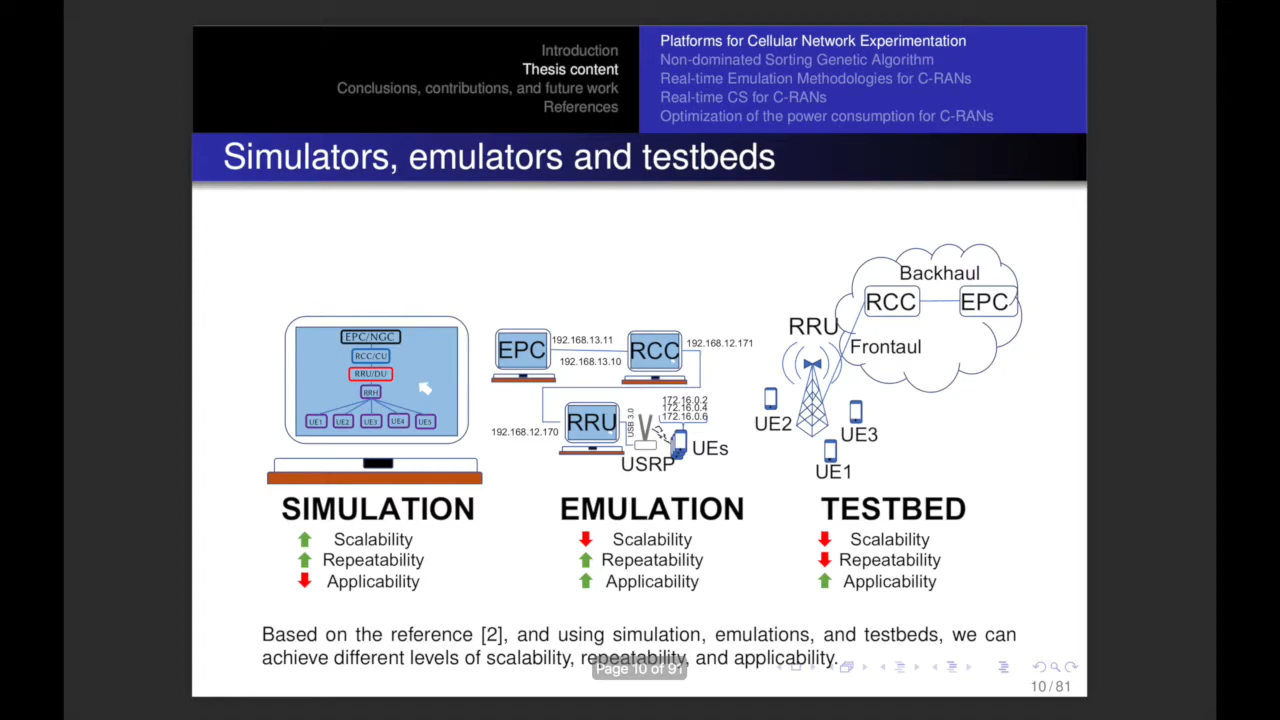 Introduction
Thesis content
Conclusions, contributions, and future work
References
Platforms for Cellular Network Experimentation
Non-dominated Sorting Genetic Algorithm
Real-time Emulation Methodologies for C-RANs
Real-time CS for C-RANs
Optimization of the power consumption for C-RANs
Simulators, emulators and testbeds
EPC/NGC
RCC/CU
RRU/DU
RRH
UE1 UE2 UE3 UE4 UE5
EPC
192.168.13.11
192.168.13.10
RCC
192.168.12.171
RRU
192.168.12.170
USB 3.0
172.16.0.2
172.16.0.4
172.16.0.6
USRP
UEs
Backhaul
RCC
EPC
RRU
Frontaul
UE2
UE3
UE1
SIMULATION
Scalability
Repeatability
Applicability
EMULATION
Scalability
Repeatability
Applicability
TESTBED
Scalability
Repeatability
Applicability
Based on the reference [2], and using simulation, emulations, and testbeds, we can
achieve different levels of scalability, repeatability, and applicability.
Page 10 of 91
10/81